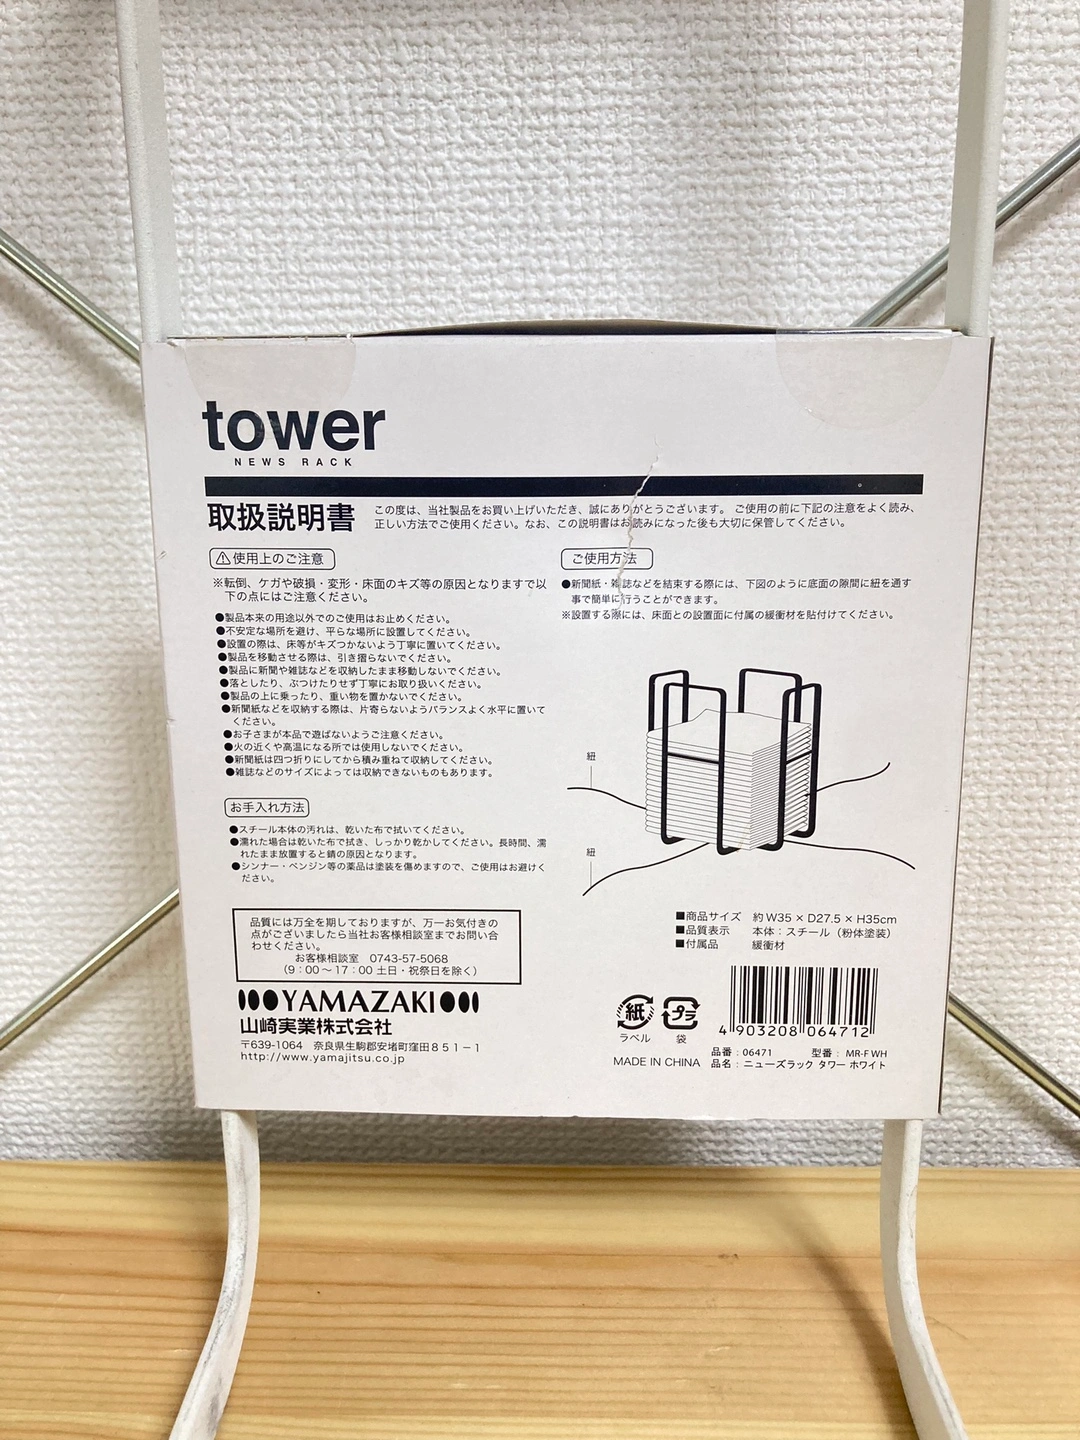 tower
NEWS RACK
取扱説明書
この度は、当社製品をお買い上げいただき、誠にありがとうございます。 ご使用の前に下記の注意をよく読み、
正しい方法でご使用ください。なお、この説明書はお読みになった後も大切に保管してください。
⚠使用上のご注意
※転倒、ケガや破損・変形・床面のキズ等の原因となりますで以
下の点にはご注意ください。
●製品本来の用途以外でのご使用はお止めください。
●不安定な場所を避け、平らな場所に設置してください。
●設置の際は、床等がキズつかないよう丁寧に置いてください。
●製品を移動させる際は、引き摺らないでください。
●製品に新聞や雑誌などを収納したまま移動しないでください。
●落としたり、ぶつけたりせず丁寧にお取り扱いください。
●製品の上に乗ったり、重い物を置かないでください。
●新聞紙などを収納する際は、片寄らないようバランスよく水平に置いて
ください。
●お子さまが本品で遊ばないようご注意ください。
●火の近くや高温になる所では使用しないでください。
●新聞紙は四つ折りにしてから積み重ねて収納してください。
●雑誌などのサイズによっては収納できないものもあります。
お手入れ方法
●スチール本体の汚れは、乾いた布で拭いてください。
●濡れた場合は乾いた布で拭き、しっかり乾かしてください。長時間、濡
れたまま放置すると錆の原因となります。
●シンナー・ベンジン等の薬品は塗装を傷めますので、ご使用はお避けく
ださい。
品質には万全を期しておりますが、万一お気付きの
点がございましたら当社お客様相談室までお問い合
わせください。
お客様相談室 0743-57-5068
（9：00～17：00 土日・祝祭日を除く）
YAMAZAKI
山崎実業株式会社
〒639-1064 奈良県生駒郡安堵町窪田851-1
http://www.yamajitsu.co.jp
ご使用方法
●新聞紙・雑誌などを結束する際には、下図のように底面の隙間に紐を通す
事で簡単に行うことができます。
※設置する際には、床面との設置面に付属の緩衝材を貼付けてください。
紐
紐
■商品サイズ 約W35×D27.5×H35cm
■品質表示 本体：スチール（粉体塗装）
■付属品 緩衝材
紙
ラベル
プラ
袋
4 903208 064712
MADE IN CHINA
品番：06471 型番：MR-F WH
品名：ニューズラック タワー ホワイト